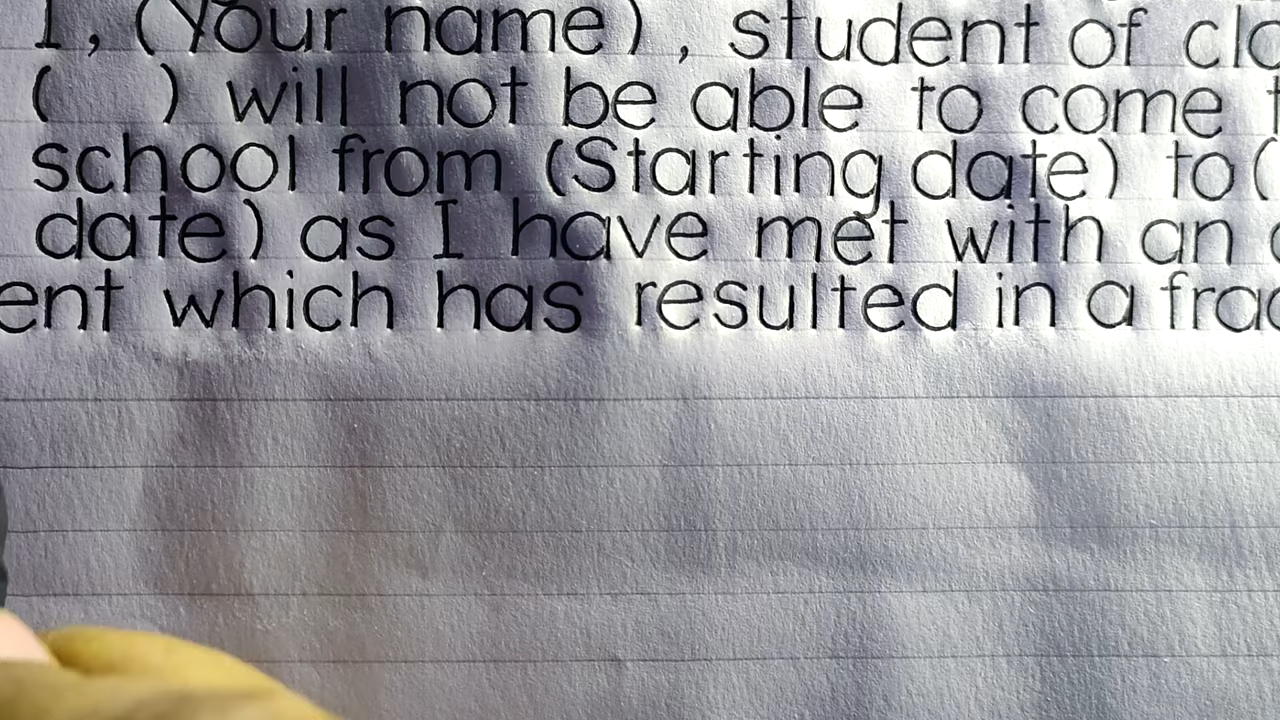 I, (Your name), student of cla
( ) will not be able to come t
school from (Starting date) to (
date) as I have met with an a
ent which has resulted in a frac